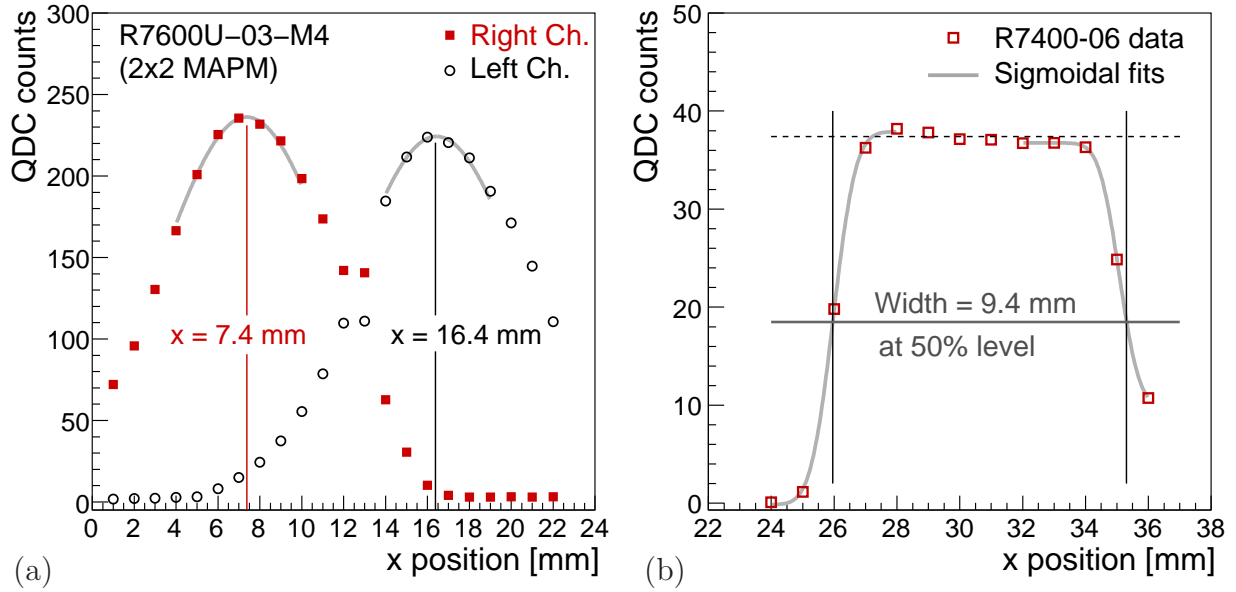 300
250
200
150
100
50
0
QDC counts
R7600U−03−M4
(2x2 MAPM)
Right Ch.
Left Ch.
x = 7.4 mm
x = 16.4 mm
0 2 4 6 8 10 12 14 16 18 20 22 24
x position [mm]
(a)
50
40
30
20
10
0
QDC counts
R7400-06 data
Sigmoidal fits
Width = 9.4 mm
at 50% level
22 24 26 28 30 32 34 36 38
x position [mm]
(b)